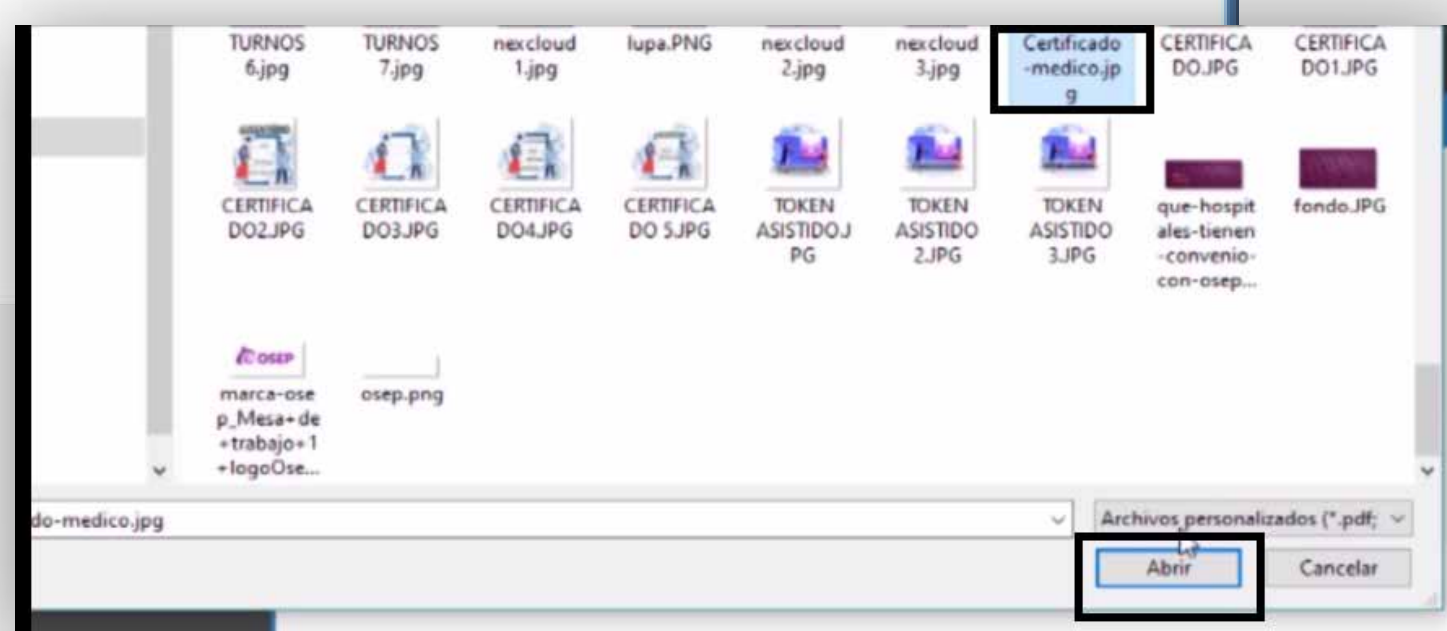 TURNOS 6.jpg
TURNOS 7.jpg
nexcloud 1.jpg
lupa.PNG
nexcloud 2.jpg
nexcloud 3.jpg
Certificado
-medico.jp
g
CERTIFICA
DO.JPG
CERTIFICA
DO1.JPG
CERTIFICA
DO2.JPG
CERTIFICA
DO3.JPG
CERTIFICA
DO4.JPG
CERTIFICA
DO 5.JPG
TOKEN
ASISTIDO.J
PG
TOKEN
ASISTIDO
2.JPG
TOKEN
ASISTIDO
3.JPG
que-hospit
ales-tienen
-convenio-
con-osep...
fondo.JPG
OSEP
marca-ose
p_Mesa+de
+trabajo+1
+logoOse...
osep.png
do-medico.jpg
Archivos personalizados (*.pdf;
Abrir
Cancelar